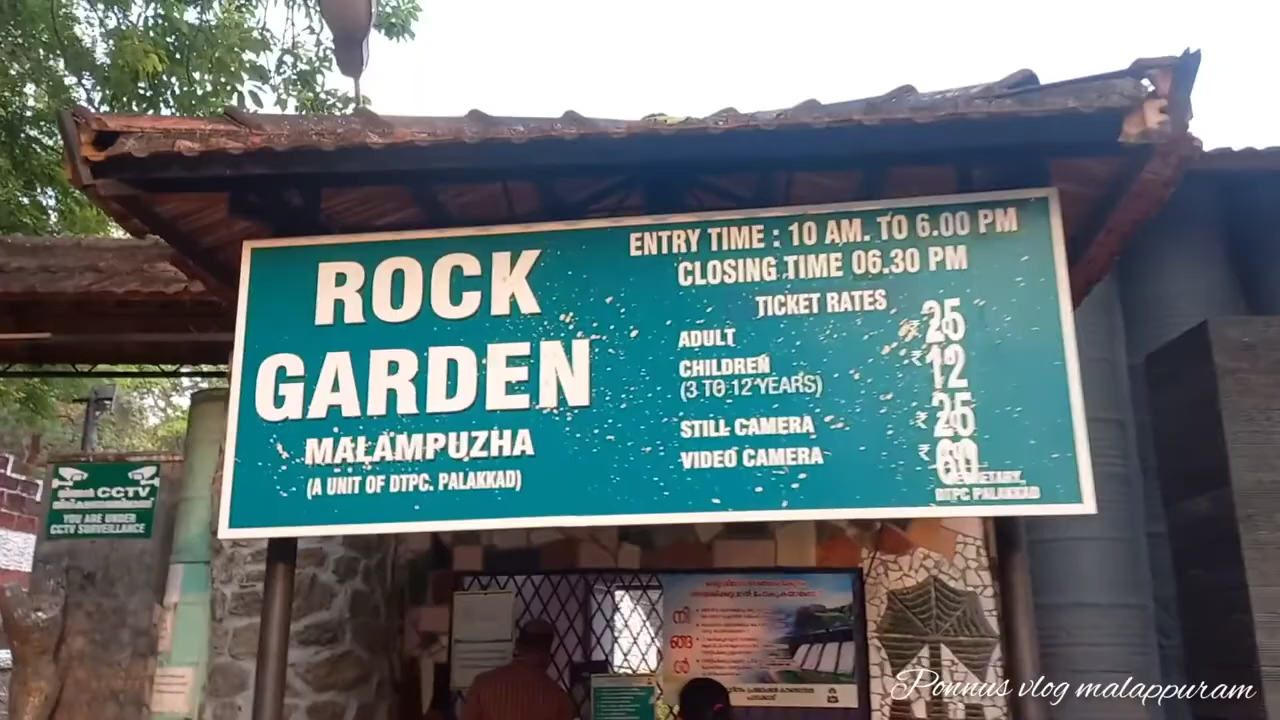 ROCK
GARDEN
MALAMPUZHA
(A UNIT OF DTPC. PALAKKAD)
ENTRY TIME : 10 AM. TO 6.00 PM
CLOSING TIME 06.30 PM
TICKET RATES
ADULT ₹ 25
CHILDREN ₹ 12
(3 TO 12 YEARS)
STILL CAMERA ₹ 25
VIDEO CAMERA ₹ 60
SECRETARY,
DTPC PALAKKAD
CCTV
YOU ARE UNDER
CCTV SURVEILLANCE
നി
ങ്ങ
ൾ
Ponnus vlog malappuram